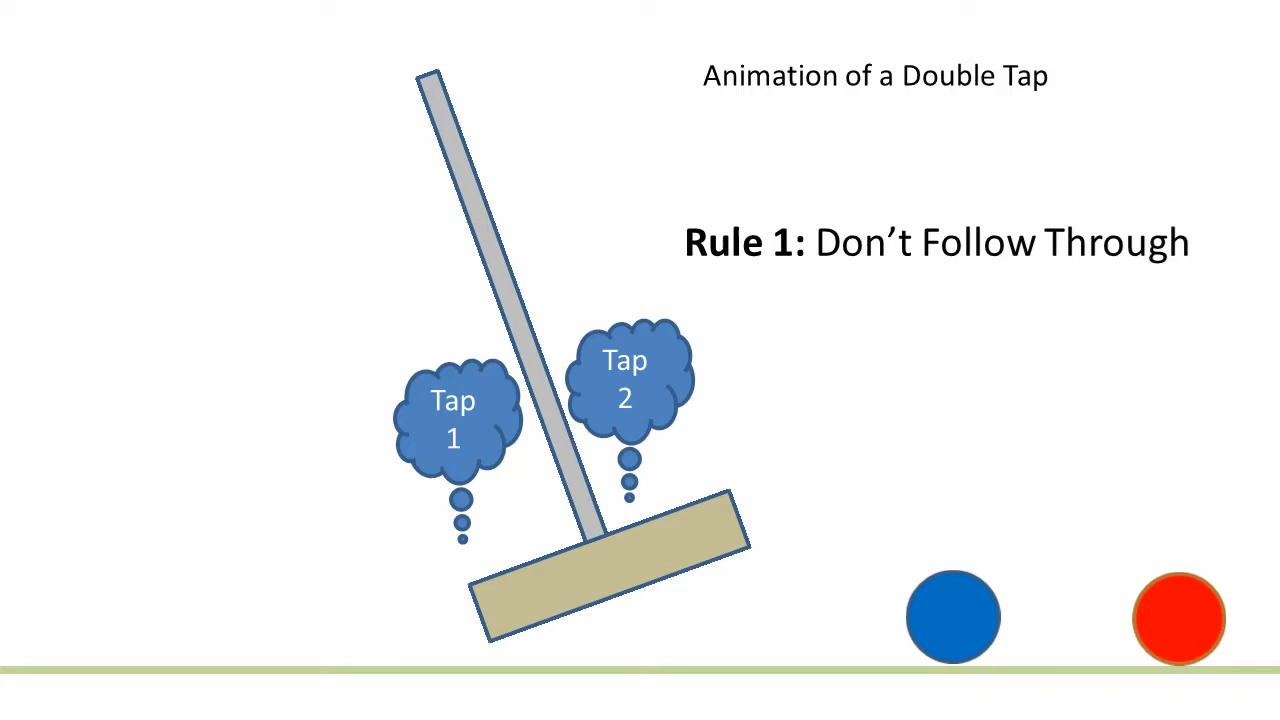 Animation of a Double Tap
Rule 1: Don’t Follow Through
Tap
1
Tap
2